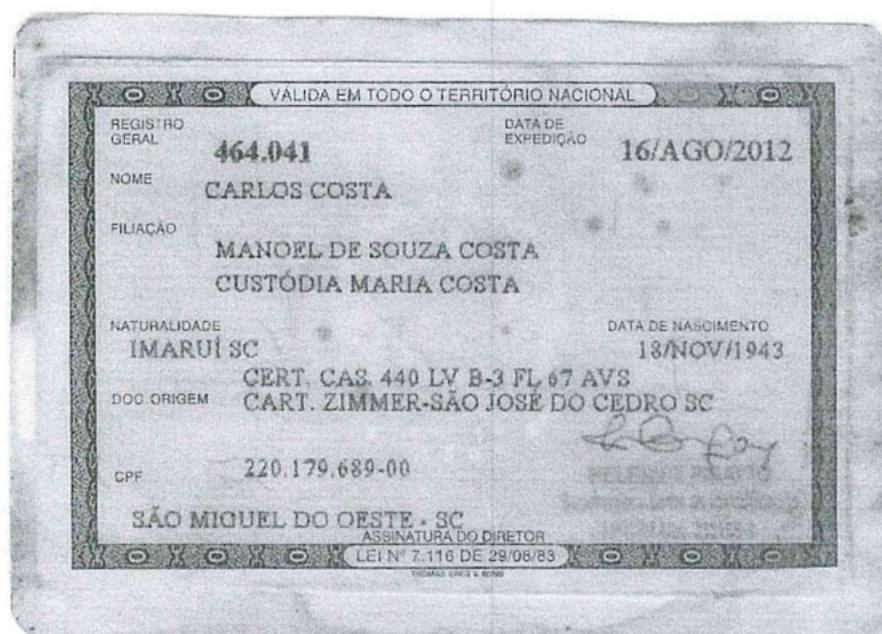 VÁLIDA EM TODO O TERRITÓRIO NACIONAL
REGISTRO GERAL 464.041 DATA DE EXPEDIÇÃO 16/AGO/2012
NOME CARLOS COSTA
FILIAÇÃO
MANOEL DE SOUZA COSTA
CUSTÓDIA MARIA COSTA
NATURALIDADE DATA DE NASCIMENTO
IMARUÍ SC 18/NOV/1943
CERT. CAS. 440 LV B-3 FL 67 AVS
DOC ORIGEM CART. ZIMMER-SÃO JOSÉ DO CEDRO SC
CPF 220.179.689-00
SÃO MIGUEL DO OESTE - SC
ASSINATURA DO DIRETOR
LEI Nº 7.116 DE 29/08/83